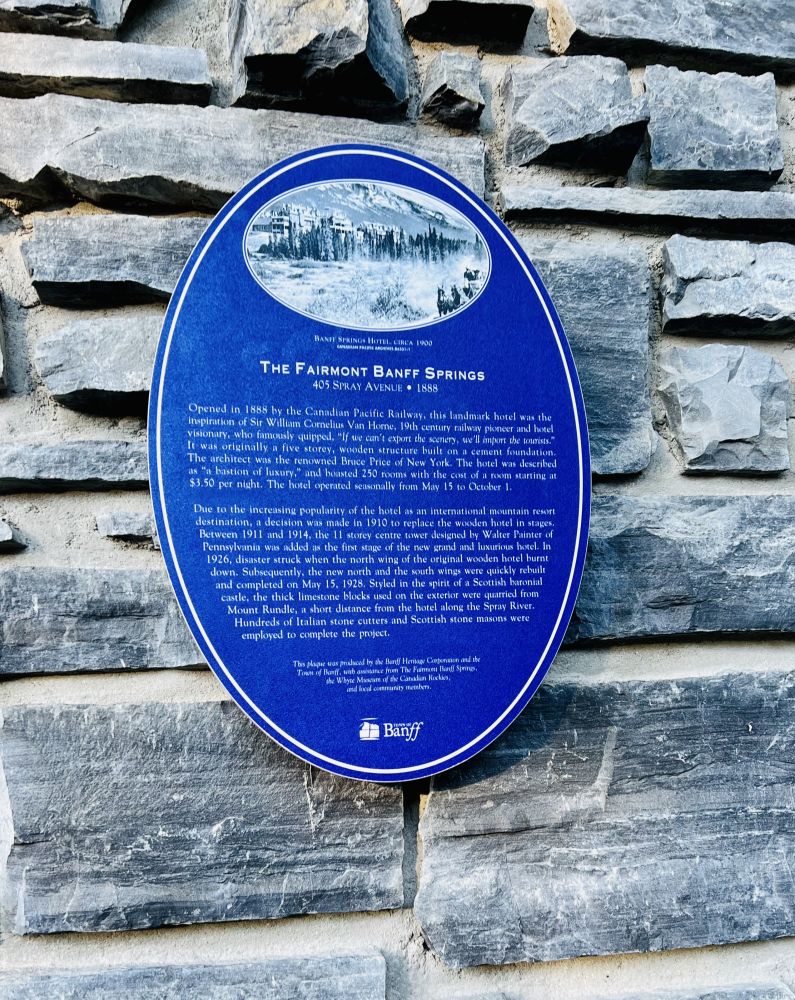 BANFF SPRINGS HOTEL, CIRCA 1900
THE FAIRMONT BANFF SPRINGS
405 SPRAY AVENUE • 1888
Opened in 1888 by the Canadian Pacific Railway, this landmark hotel was the
inspiration of Sir William Cornelius Van Horne, 19th century railway pioneer and hotel
visionary, who famously quipped, "If we can't export the scenery, we'll import the tourists."
It was originally a five storey, wooden structure built on a cement foundation.
The architect was the renowned Bruce Price of New York. The hotel was described
as "a bastion of luxury," and boasted 250 rooms with the cost of a room starting at
$3.50 per night. The hotel operated seasonally from May 15 to October 1.
Due to the increasing popularity of the hotel as an international mountain resort
destination, a decision was made in 1910 to replace the wooden hotel in stages.
Between 1911 and 1914, the 11 storey centre tower designed by Walter Painter of
Pennsylvania was added as the first stage of the new grand and luxurious hotel. In
1926, disaster struck when the north wing of the original wooden hotel burnt
down. Subsequently, the new north and the south wings were quickly rebuilt
and completed on May 15, 1928. Styled in the spirit of a Scottish baronial
castle, the thick limestone blocks used on the exterior were quarried from
Mount Rundle, a short distance from the hotel along the Spray River.
Hundreds of Italian stone cutters and Scottish stone masons were
employed to complete the project.
This plaque was produced by the Banff Heritage Corporation and the
Town of Banff, with assistance from The Fairmont Banff Springs,
the Whyte Museum of the Canadian Rockies,
and local community members.
TOWN OF
Banff